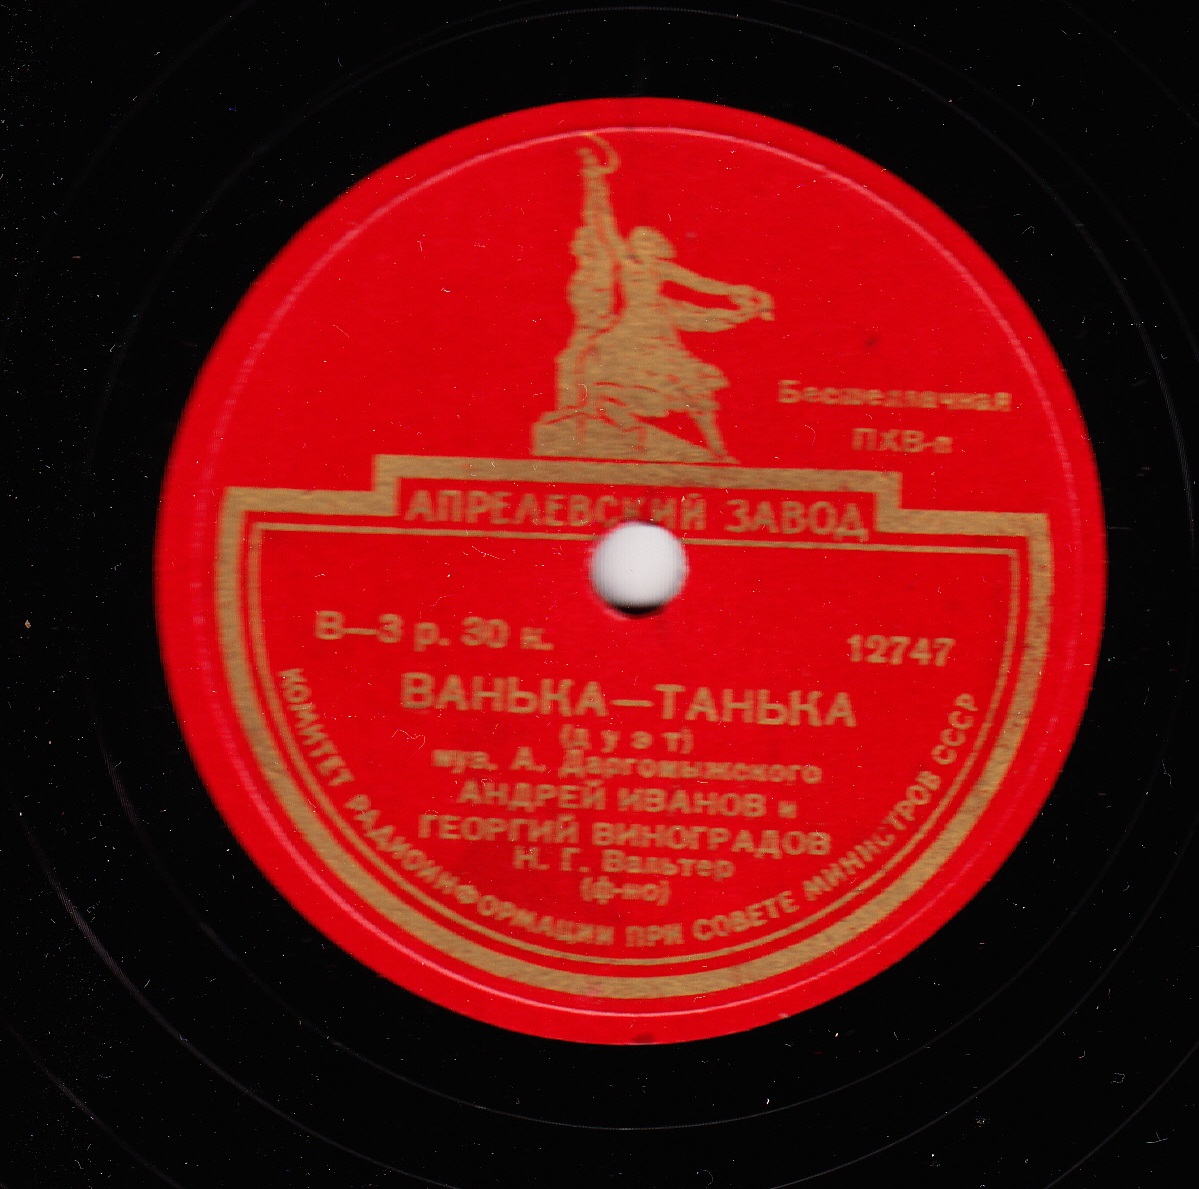 Бесшеллачная
ПХВ-п
АПРЕЛЕВСКИЙ ЗАВОД
В—3 р. 30 к.
12747
ВАНЬКА—ТАНЬКА
(дуэт)
муз. А. Даргомыжского
АНДРЕЙ ИВАНОВ и
ГЕОРГИЙ ВИНОГРАДОВ
Н. Г. Вальтер
(ф-но)
КОМИТЕТ РАДИОИНФОРМАЦИИ ПРИ СОВЕТЕ МИНИСТРОВ СССР